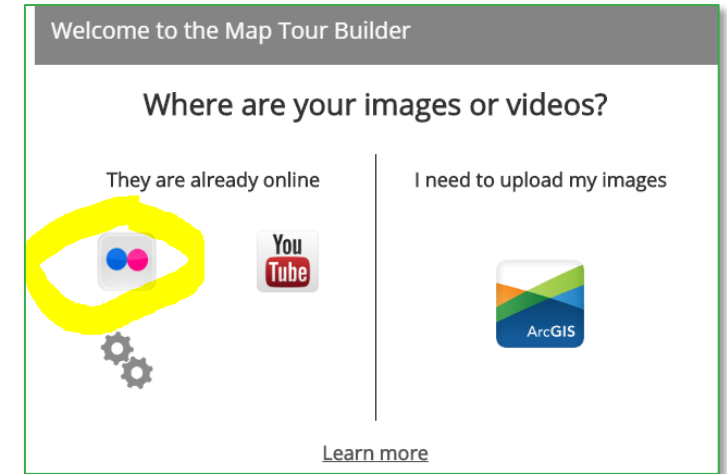 Welcome to the Map Tour Builder
Where are your images or videos?
They are already online
I need to upload my images
You
Tube
ArcGIS
Learn more